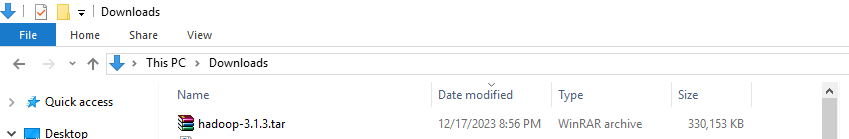 Downloads
File Home Share View
This PC Downloads
Quick access
Name Date modified Type Size
hadoop-3.1.3.tar 12/17/2023 8:56 PM WinRAR archive 330,153 KB
Desktop